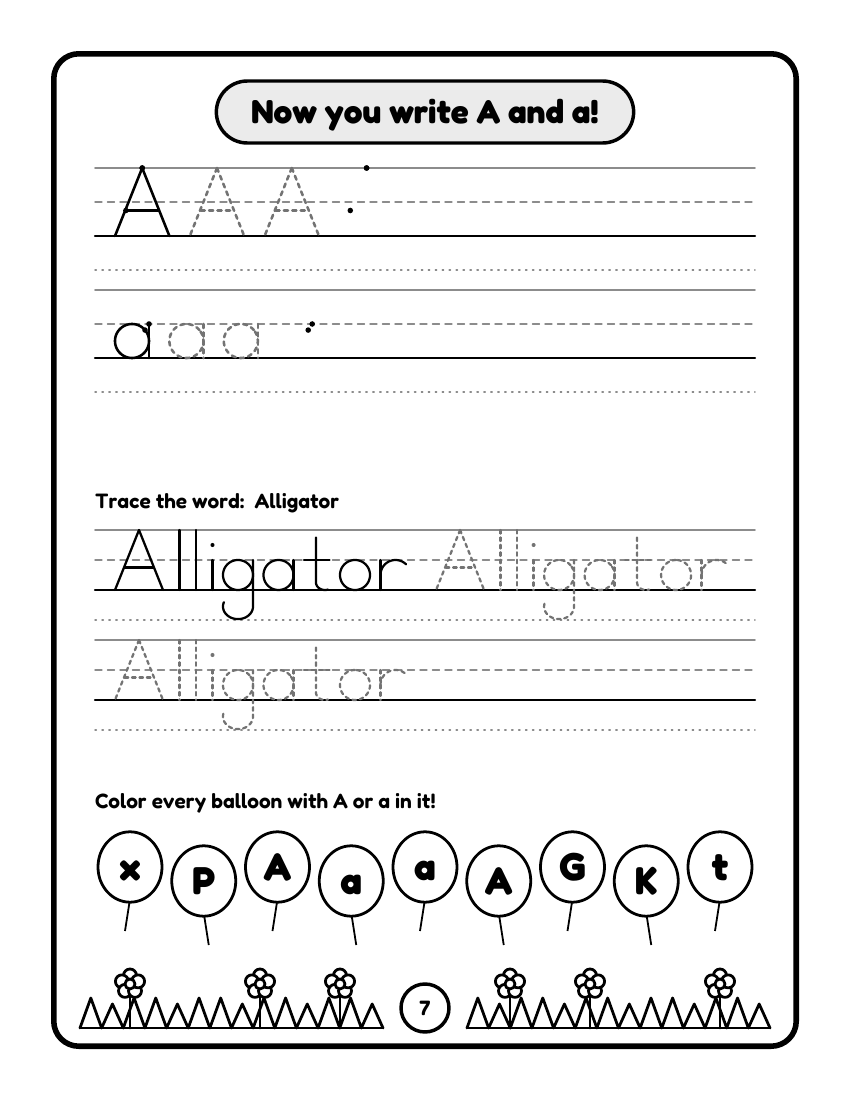 Now you write A and a!
A A A
a a a
Trace the word: Alligator
Alligator Alligator
Alligator
Color every balloon with A or a in it!
x P A a a A G K t
7